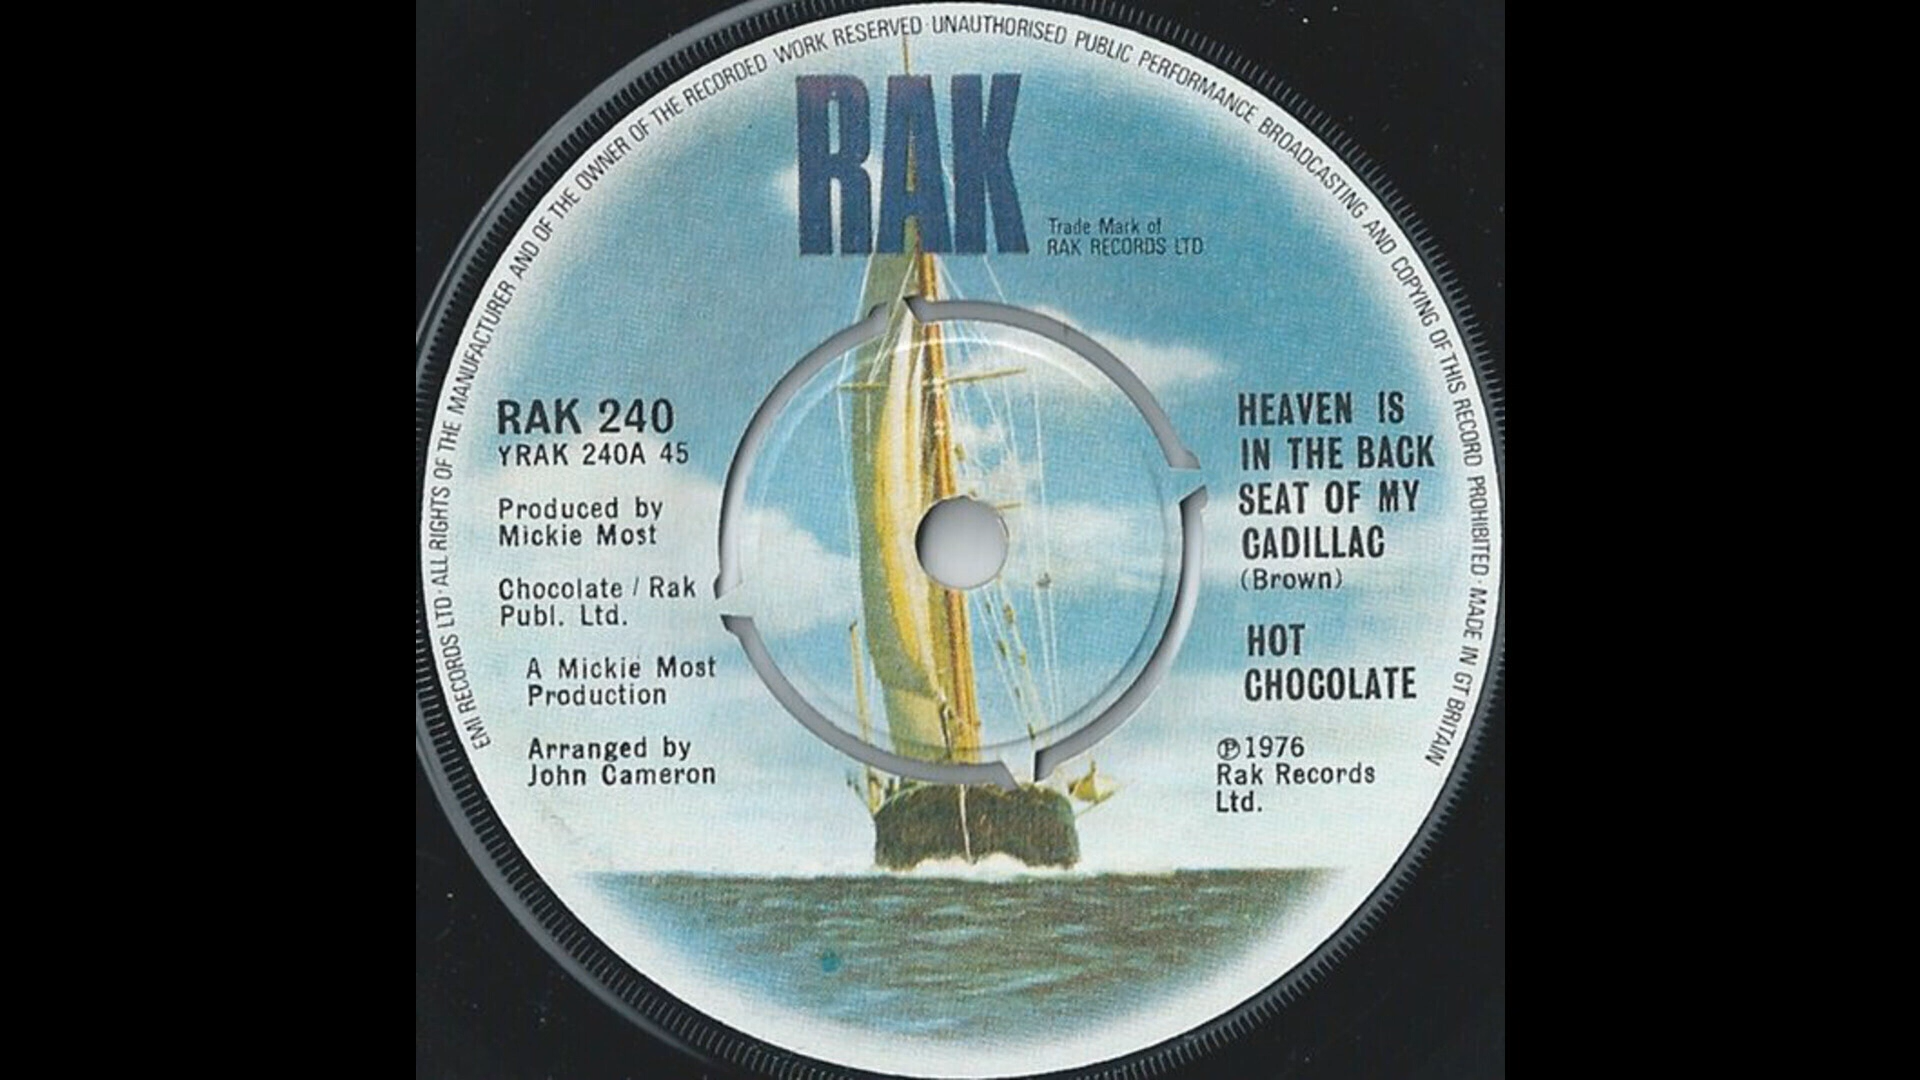 EMI RECORDS LTD · ALL RIGHTS OF THE MANUFACTURER AND OF THE OWNER OF THE RECORDED WORK RESERVED · UNAUTHORISED PUBLIC PERFORMANCE BROADCASTING AND COPYING OF THIS RECORD PROHIBITED · MADE IN GT BRITAIN
RAK
Trade Mark of
RAK RECORDS LTD
RAK 240
YRAK 240A 45
Produced by
Mickie Most
Chocolate / Rak
Publ. Ltd.
A Mickie Most
Production
Arranged by
John Cameron
HEAVEN IS
IN THE BACK
SEAT OF MY
CADILLAC
(Brown)
HOT
CHOCOLATE
℗1976
Rak Records
Ltd.